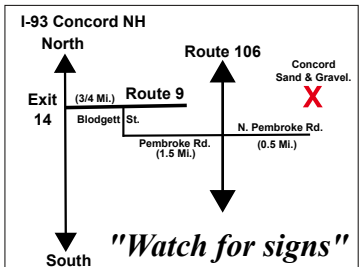 I-93 Concord NH
North
Route 106
Concord
Sand & Gravel.
X
Exit
14
(3/4 Mi.) Route 9
Blodgett St.
N. Pembroke Rd.
Pembroke Rd.
(1.5 Mi.)
(0.5 Mi.)
"Watch for signs"
South